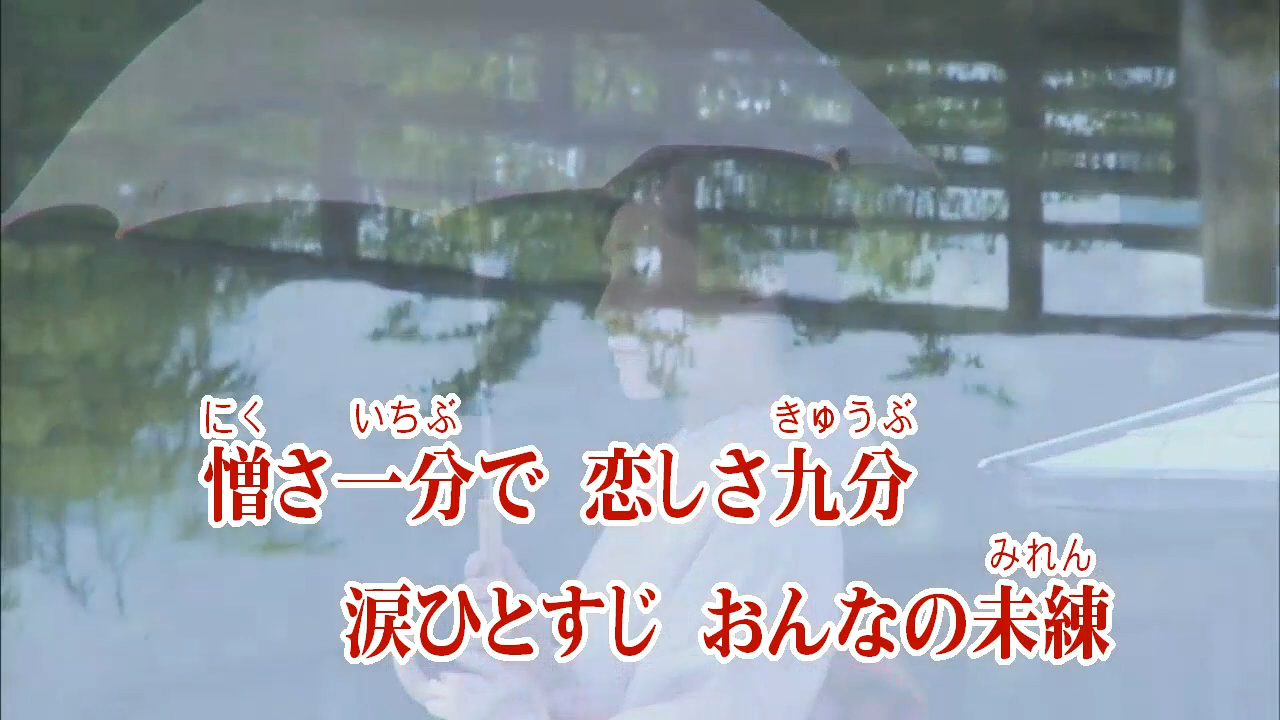 にく いちぶ きゅうぶ
憎さ一分で 恋しさ九分
みれん
涙ひとすじ おんなの未練